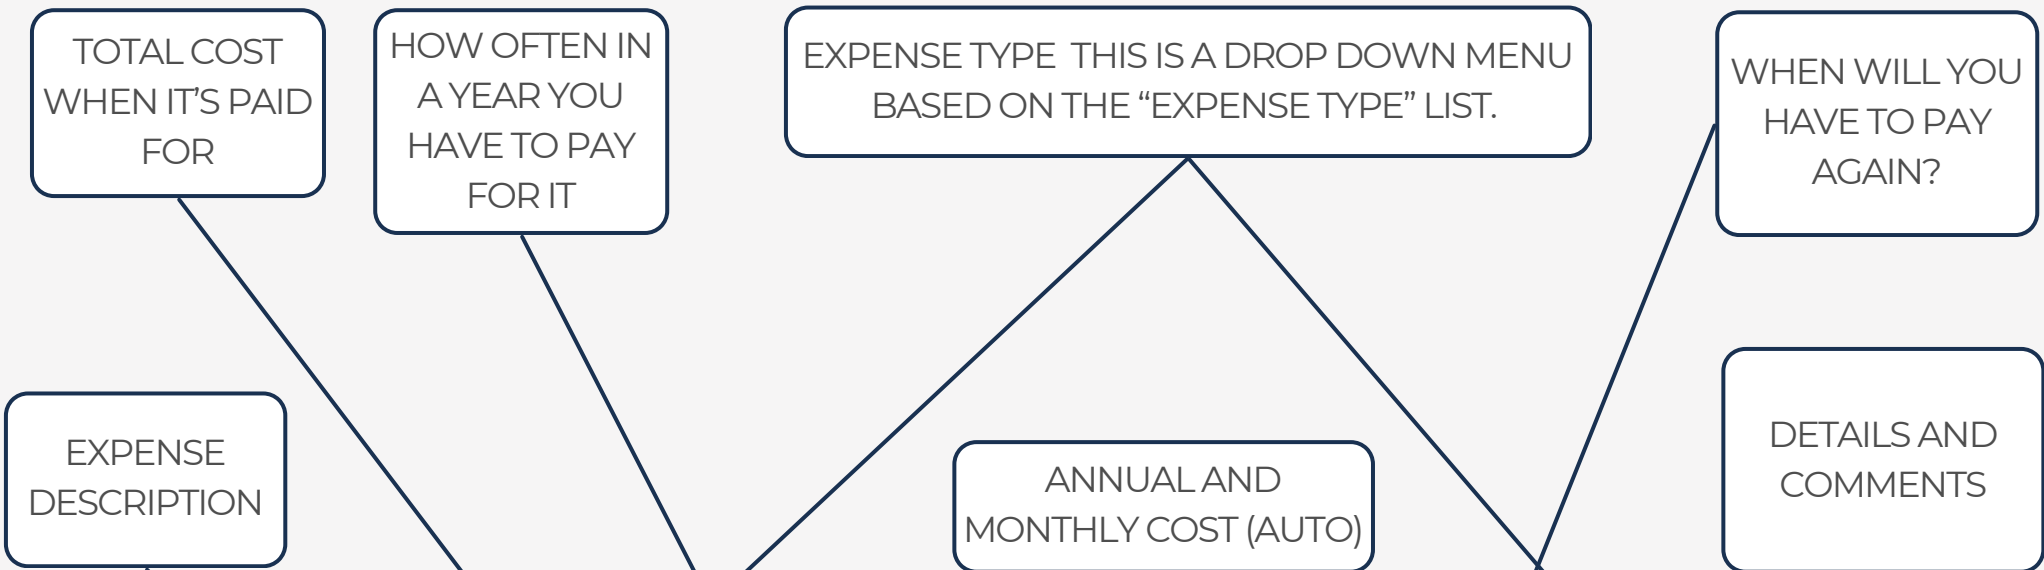 TOTAL COST
WHEN IT’S PAID
FOR
HOW OFTEN IN
A YEAR YOU
HAVE TO PAY
FOR IT
EXPENSE TYPE  THIS IS A DROP DOWN MENU
BASED ON THE “EXPENSE TYPE” LIST.
WHEN WILL YOU
HAVE TO PAY
AGAIN?
EXPENSE
DESCRIPTION
ANNUAL AND
MONTHLY COST (AUTO)
DETAILS AND
COMMENTS